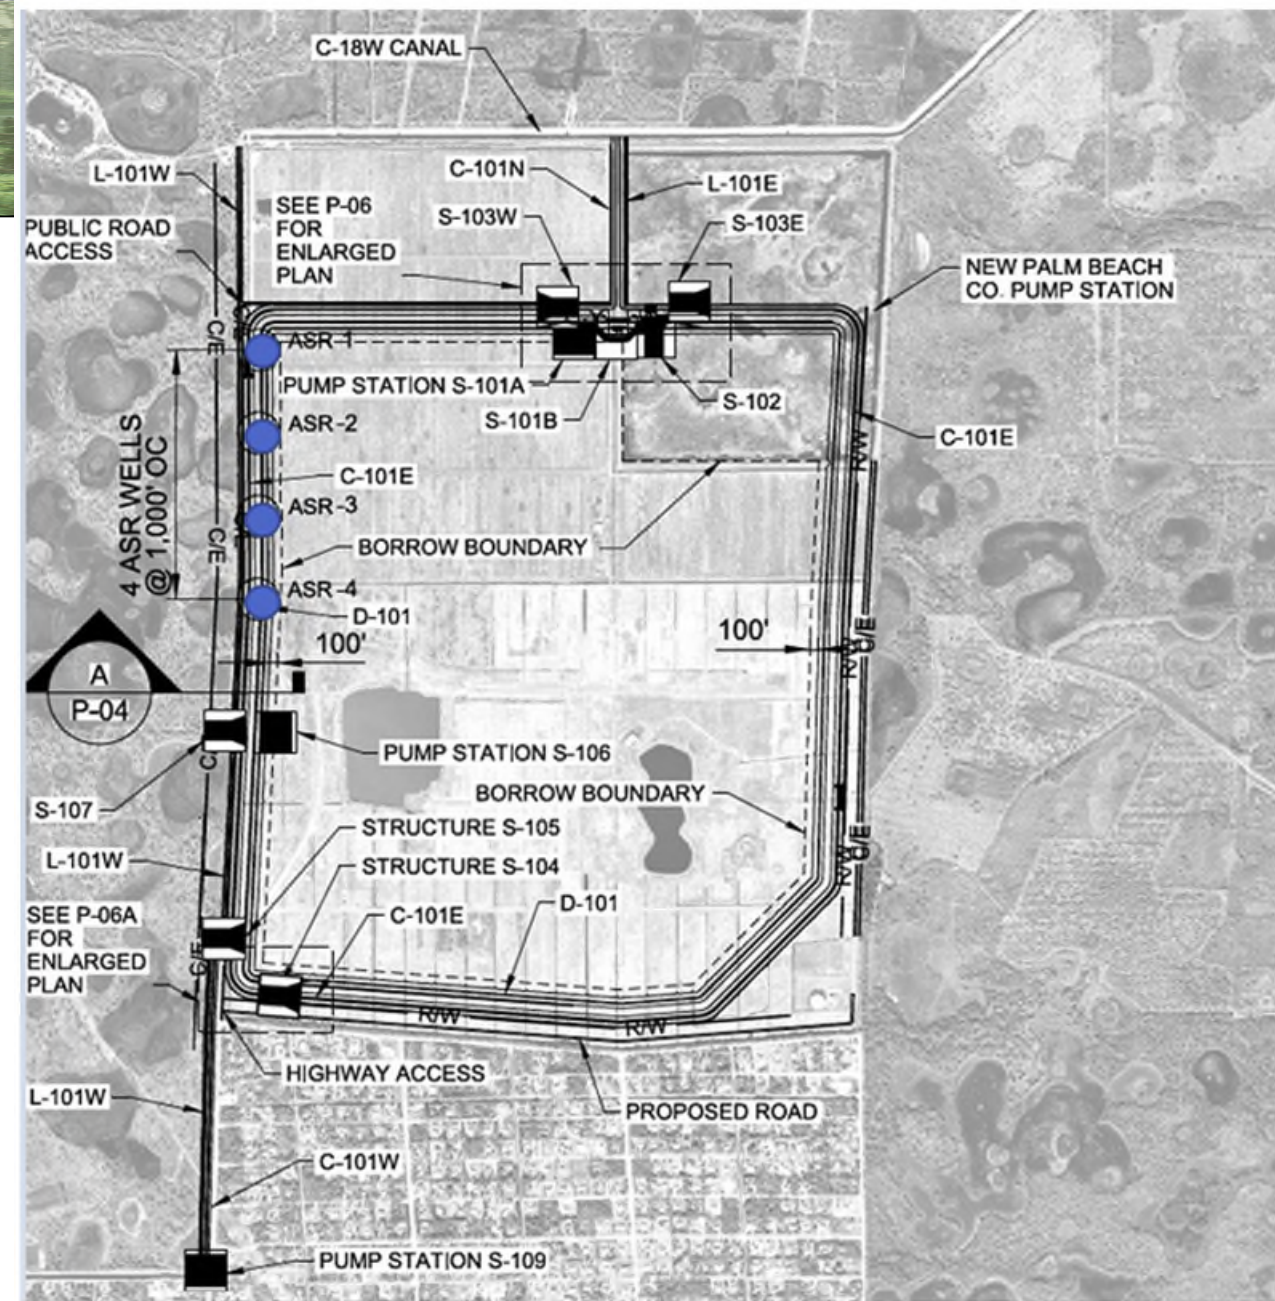 C-18W CANAL
L-101W
C-101N
L-101E
SEE P-06
FOR
ENLARGED
PLAN
S-103W
S-103E
PUBLIC ROAD
ACCESS
NEW PALM BEACH
CO. PUMP STATION
C/E
ASR-1
PUMP STATION S-101A
S-102
S-101B
ASR-2
C-101E
R/W
4 ASR WELLS
@ 1,000' OC
C-101E
ASR-3
C/E
BORROW BOUNDARY
ASR-4
D-101
100'
100'
C/E
R/W
A
P-04
PUMP STATION S-106
S-107
BORROW BOUNDARY
STRUCTURE S-105
L-101W
STRUCTURE S-104
C/E
R/W
SEE P-06A
FOR
ENLARGED
PLAN
C-101E
D-101
C/E
R/W
R/W
HIGHWAY ACCESS
L-101W
PROPOSED ROAD
C-101W
PUMP STATION S-109